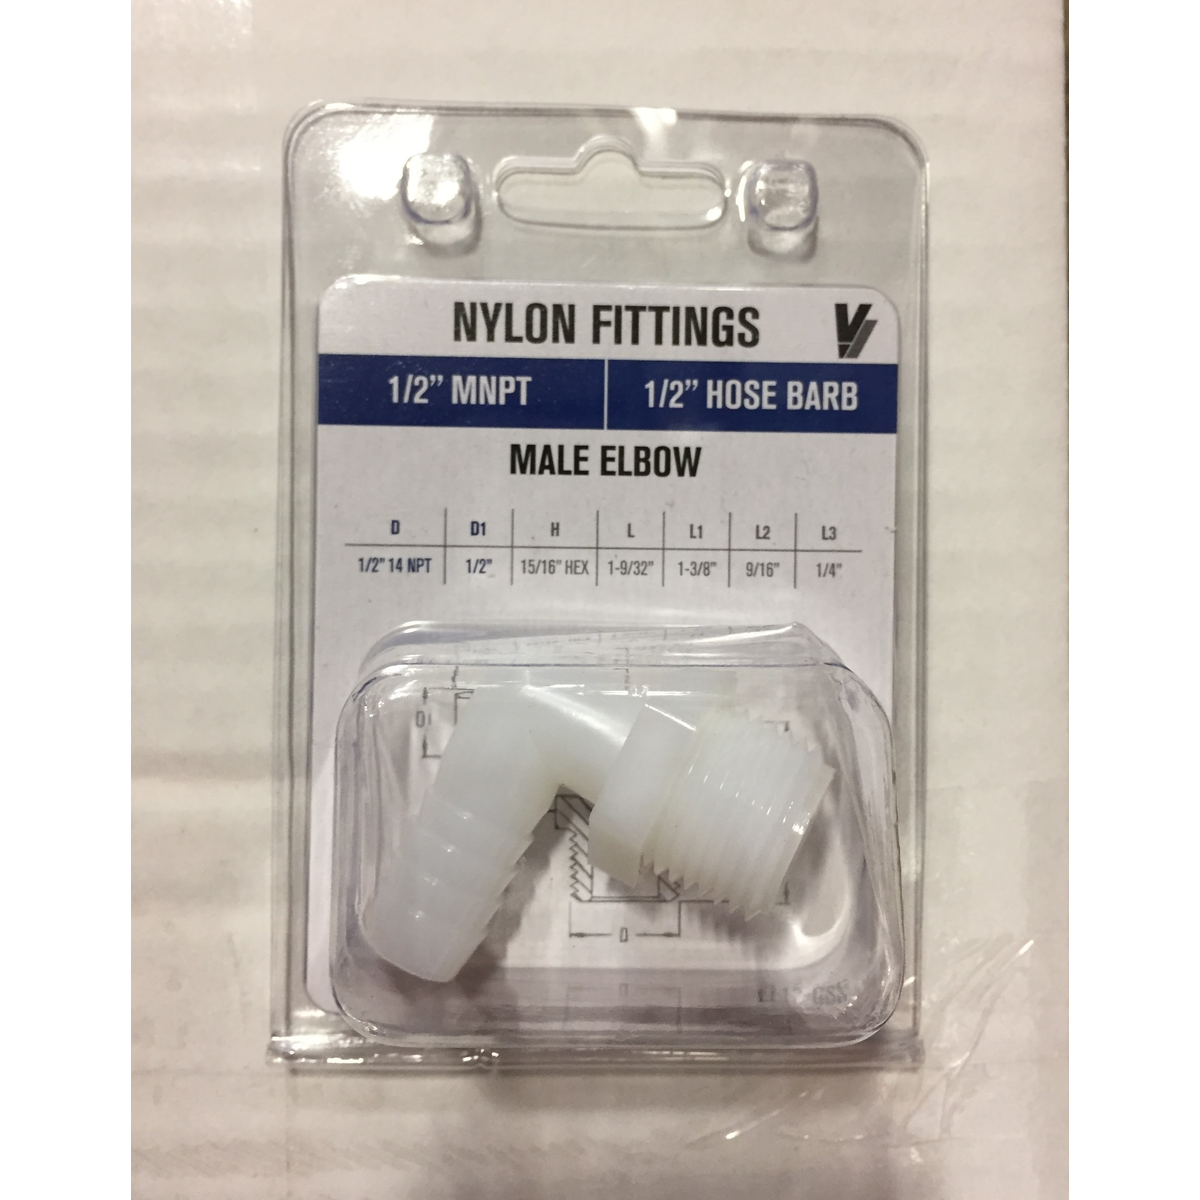 NYLON FITTINGS
1/2” MNPT 1/2” HOSE BARB
MALE ELBOW
D D1 H L L1 L2 L3
1/2” 14 NPT 1/2” 15/16” HEX 1-9/32” 1-3/8” 9/16” 1/4”
D
D